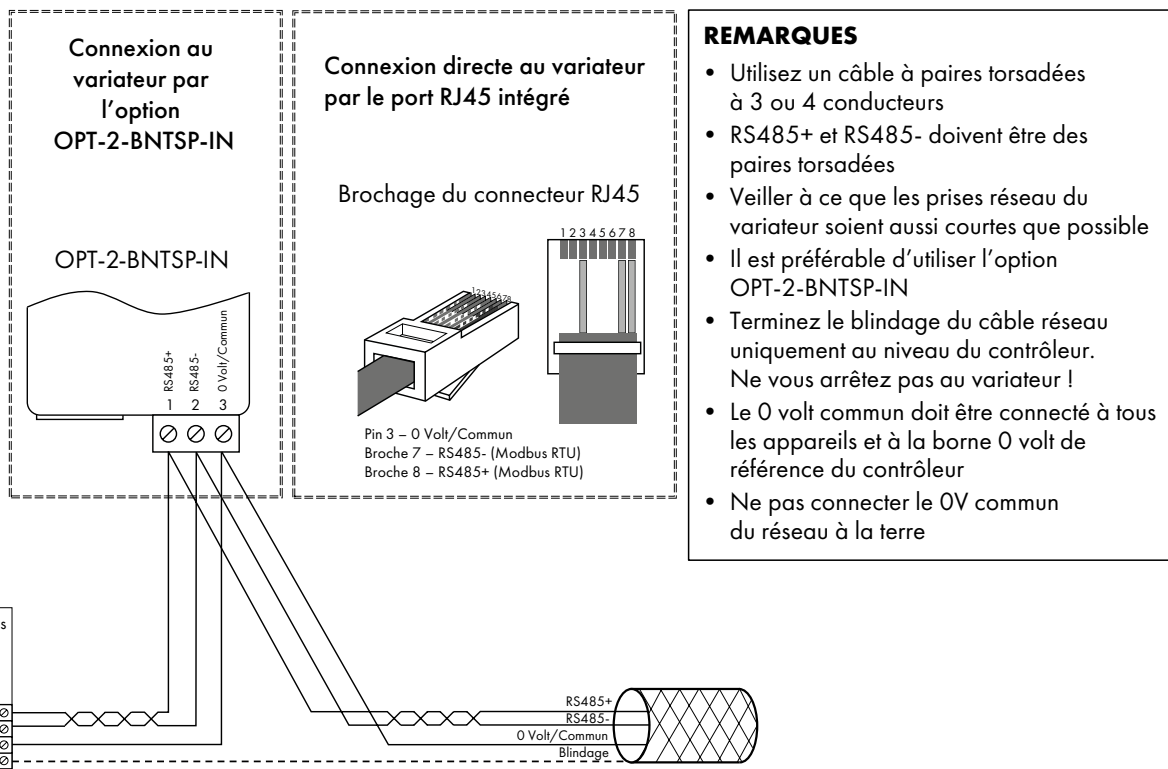 Connexion au
variateur par
l'option
OPT-2-BNTSP-IN
OPT-2-BNTSP-IN
RS485+
RS485-
0 Volt/Commun
1 2 3
Connexion directe au variateur
par le port RJ45 intégré
Brochage du connecteur RJ45
12345678
12345678
Pin 3 – 0 Volt/Commun
Broche 7 – RS485- (Modbus RTU)
Broche 8 – RS485+ (Modbus RTU)
REMARQUES
• Utilisez un câble à paires torsadées
à 3 ou 4 conducteurs
• RS485+ et RS485- doivent être des
paires torsadées
• Veiller à ce que les prises réseau du
variateur soient aussi courtes que possible
• Il est préférable d'utiliser l'option
OPT-2-BNTSP-IN
• Terminez le blindage du câble réseau
uniquement au niveau du contrôleur.
Ne vous arrêtez pas au variateur !
• Le 0 volt commun doit être connecté à tous
les appareils et à la borne 0 volt de
référence du contrôleur
• Ne pas connecter le 0V commun
du réseau à la terre
s
RS485+
RS485-
0 Volt/Commun
Blindage